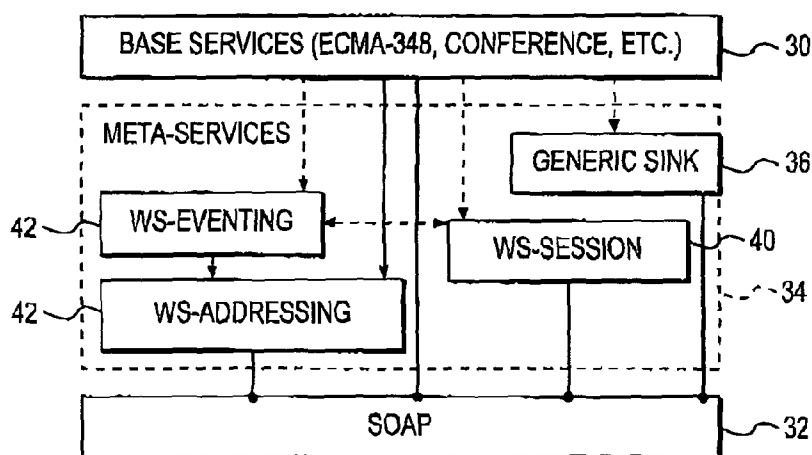 BASE SERVICES (ECMA-348, CONFERENCE, ETC.)
30
META-SERVICES
GENERIC SINK
36
42
WS-EVENTING
WS-SESSION
40
42
WS-ADDRESSING
34
SOAP
32